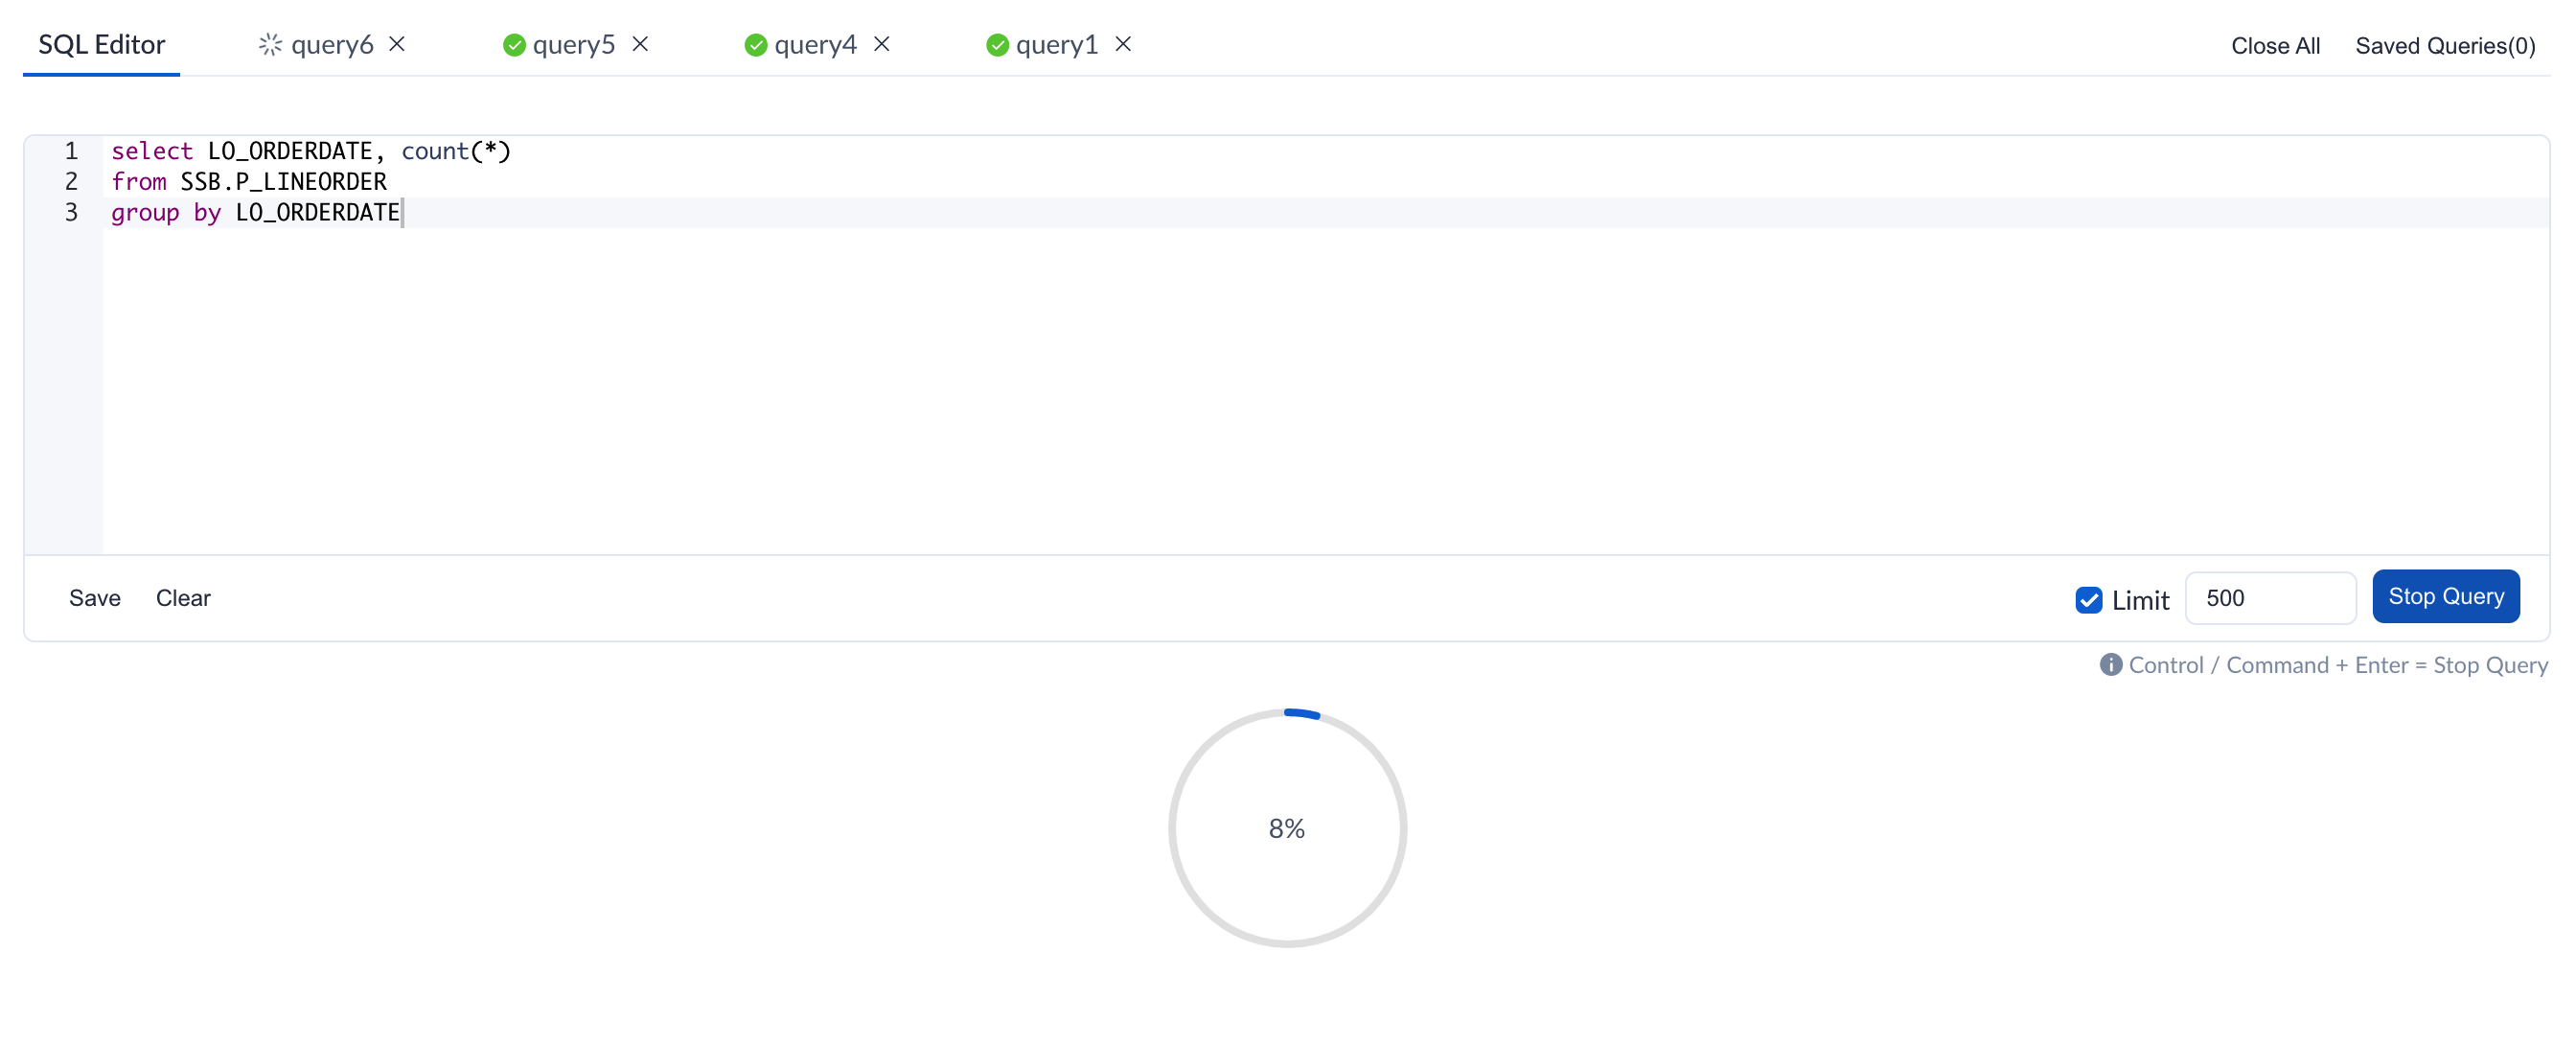 SQL Editor query6 query5 query4 query1 Close All Saved Queries(0)
1 select LO_ORDERDATE, count(*)
2 from SSB.P_LINEORDER
3 group by LO_ORDERDATE
Save Clear Limit 500 Stop Query
Control / Command + Enter = Stop Query
8%